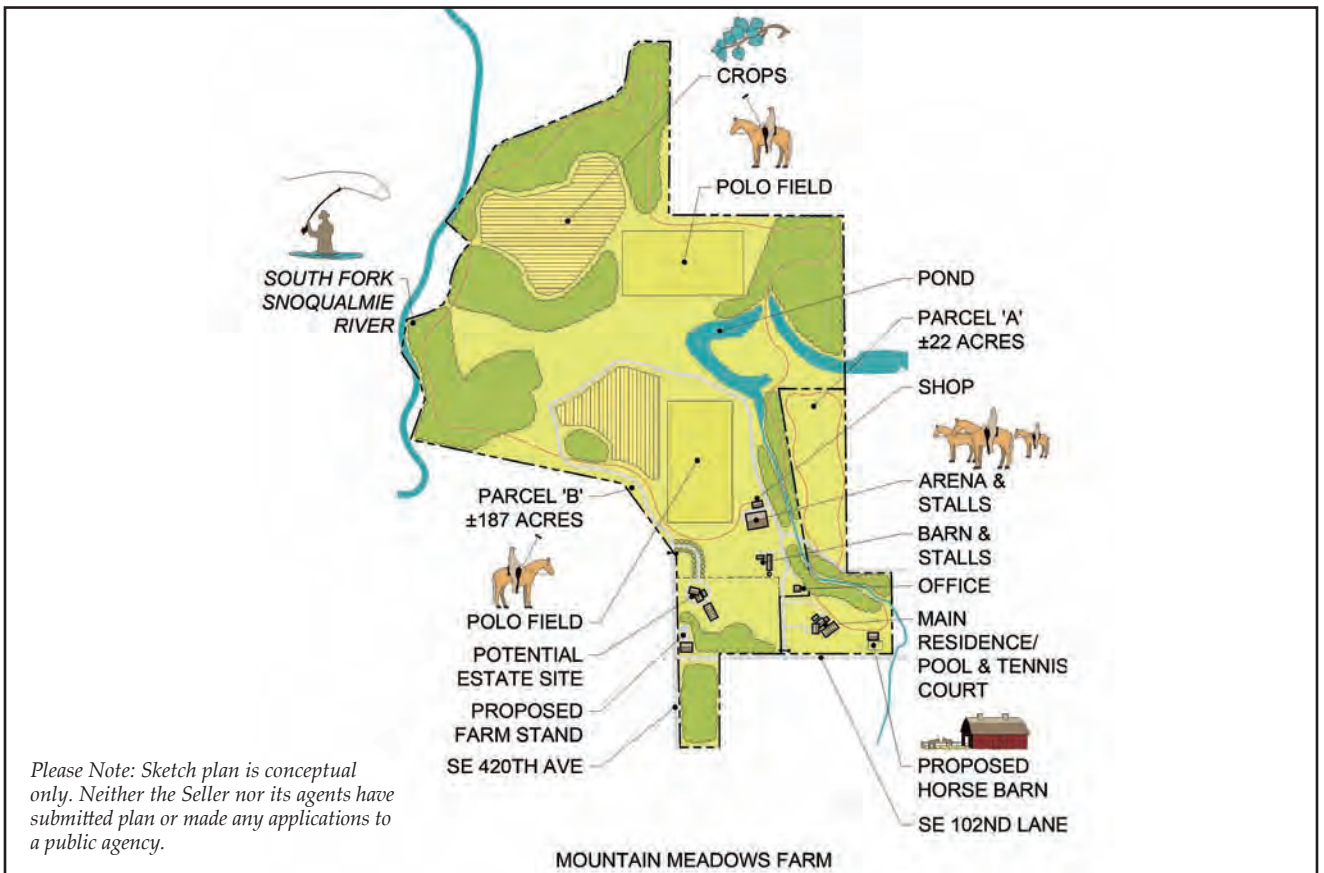 CROPS
POLO FIELD
SOUTH FORK
SNOQUALMIE
RIVER
POND
PARCEL 'A'
±22 ACRES
SHOP
ARENA &
STALLS
BARN &
STALLS
OFFICE
MAIN
RESIDENCE/
POOL & TENNIS
COURT
PROPOSED
HORSE BARN
SE 102ND LANE
PARCEL 'B'
±187 ACRES
POLO FIELD
POTENTIAL
ESTATE SITE
PROPOSED
FARM STAND
SE 420TH AVE
Please Note: Sketch plan is conceptual
only. Neither the Seller nor its agents have
submitted plan or made any applications to
a public agency.
MOUNTAIN MEADOWS FARM